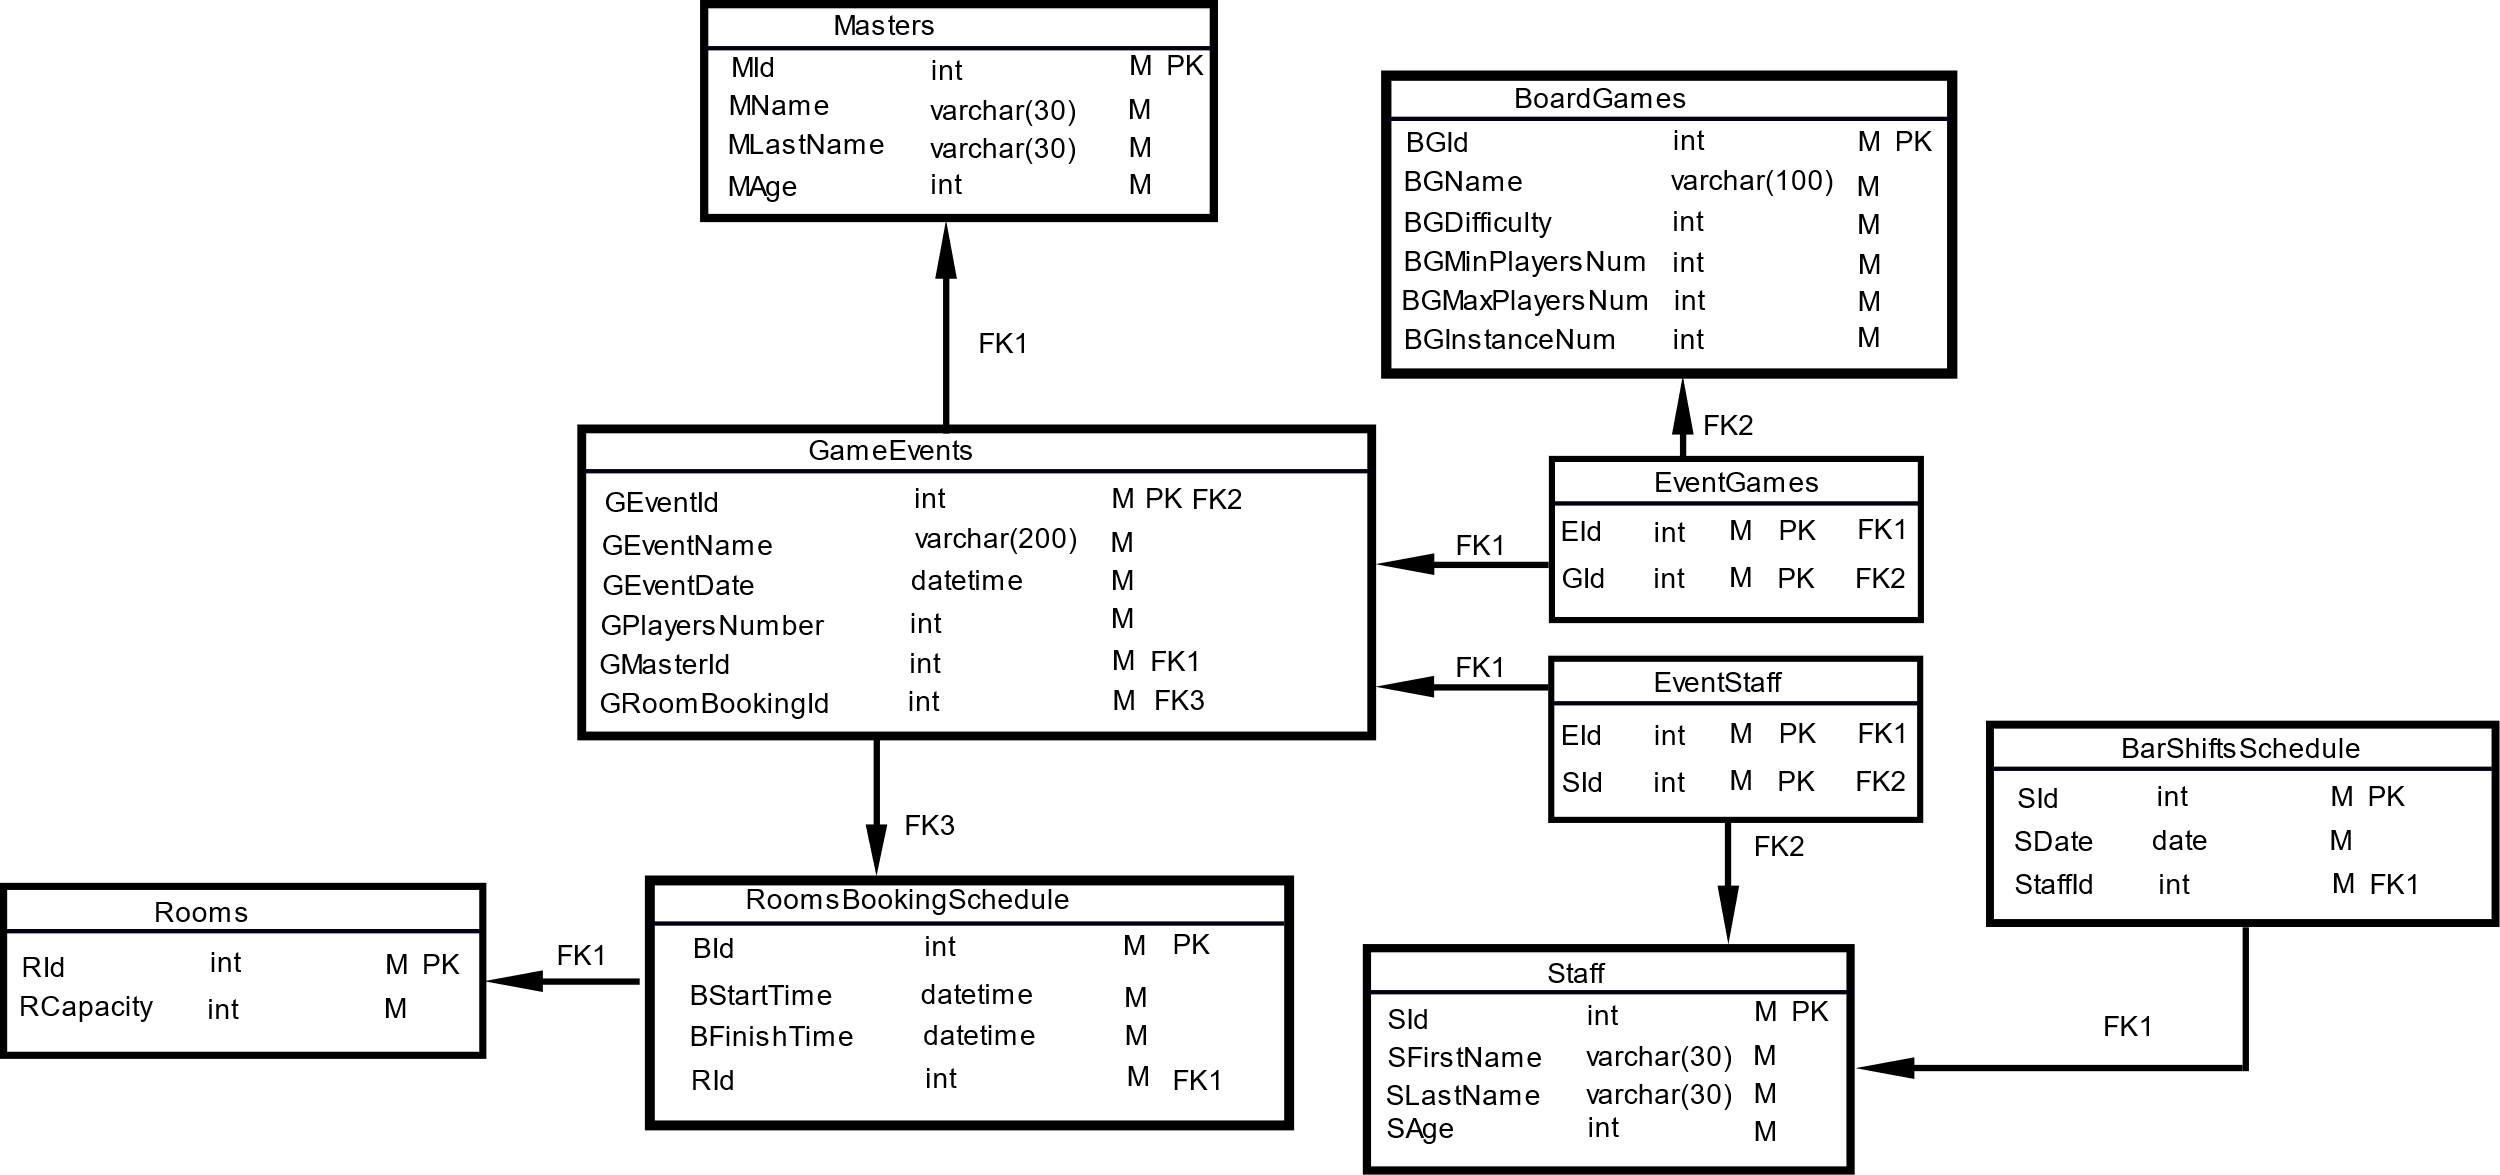 Masters
MId int M PK
MName varchar(30) M
MLastName varchar(30) M
MAge int M
BoardGames
BGId int M PK
BGName varchar(100) M
BGDifficulty int M
BGMinPlayersNum int M
BGMaxPlayersNum int M
BGInstanceNum int M
FK1
FK2
GameEvents
GEventId int M PK FK2
GEventName varchar(200) M
GEventDate datetime M
GPlayersNumber int M
GMasterId int M FK1
GRoomBookingId int M FK3
FK1
EventGames
EId int M PK FK1
GId int M PK FK2
FK1
EventStaff
EId int M PK FK1
SId int M PK FK2
BarShiftsSchedule
SId int M PK
SDate date M
StaffId int M FK1
FK3
FK2
Rooms
RId int M PK
RCapacity int M
FK1
RoomsBookingSchedule
BId int M PK
BStartTime datetime M
BFinishTime datetime M
RId int M FK1
Staff
SId int M PK
SFirstName varchar(30) M
SLastName varchar(30) M
SAge int M
FK1